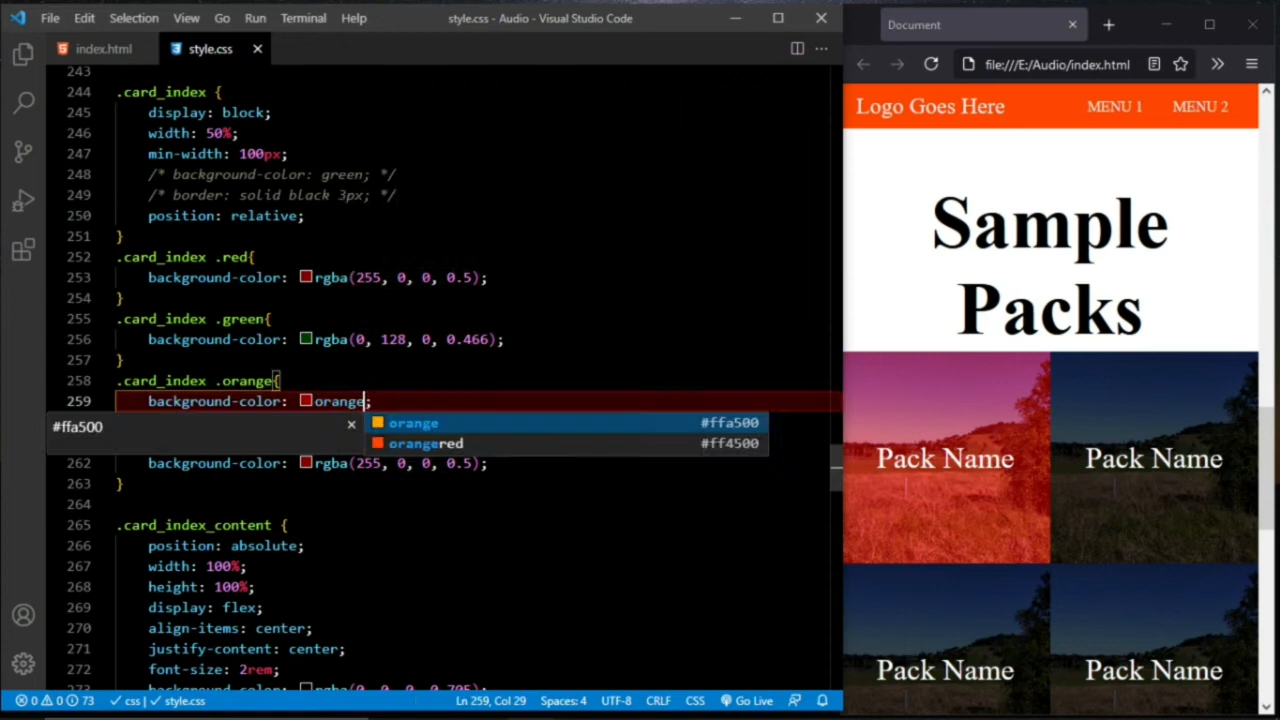 File Edit Selection View Go Run Terminal Help
style.css - Audio - Visual Studio Code
index.html
style.css
243
244 .card_index {
245 display: block;
246 width: 50%;
247 min-width: 100px;
248 /* background-color: green; */
249 /* border: solid black 3px; */
250 position: relative;
251 }
252 .card_index .red{
253 background-color: rgba(255, 0, 0, 0.5);
254 }
255 .card_index .green{
256 background-color: rgba(0, 128, 0, 0.466);
257 }
258 .card_index .orange{
259 background-color: orange;
#ffa500
orange #ffa500
orangered #ff4500
262 background-color: rgba(255, 0, 0, 0.5);
263 }
264
265 .card_index_content {
266 position: absolute;
267 width: 100%;
268 height: 100%;
269 display: flex;
270 align-items: center;
271 justify-content: center;
272 font-size: 2rem;
0 0 73 css style.css Ln 259, Col 29 Spaces: 4 UTF-8 CRLF CSS Go Live
Document
file:///E:/Audio/index.html
Logo Goes Here MENU 1 MENU 2
Sample
Packs
Pack Name Pack Name
Pack Name Pack Name